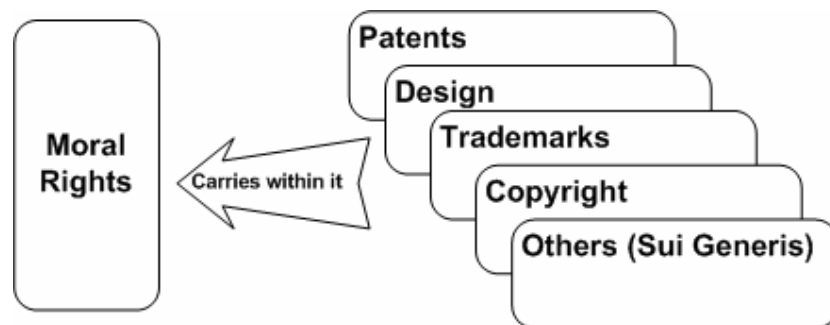 Patents
Design
Trademarks
Copyright
Others (Sui Generis)
Moral
Rights
Carries within it